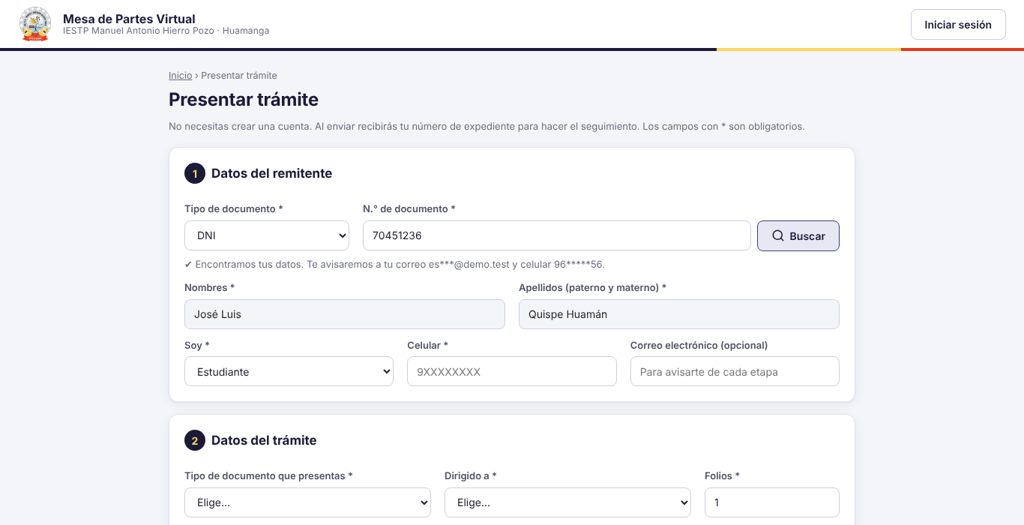 Mesa de Partes Virtual
IESTP Manuel Antonio Hierro Pozo · Huamanga
Iniciar sesión
Inicio › Presentar trámite
Presentar trámite
No necesitas crear una cuenta. Al enviar recibirás tu número de expediente para hacer el seguimiento. Los campos con * son obligatorios.
1 Datos del remitente
Tipo de documento * N.° de documento *
DNI 70451236 Buscar
✔ Encontramos tus datos. Te avisaremos a tu correo es***@demo.test y celular 96*****56.
Nombres * Apellidos (paterno y materno) *
José Luis Quispe Huamán
Soy * Celular * Correo electrónico (opcional)
Estudiante 9XXXXXXXX Para avisarte de cada etapa
2 Datos del trámite
Tipo de documento que presentas * Dirigido a * Folios *
Elige... Elige... 1